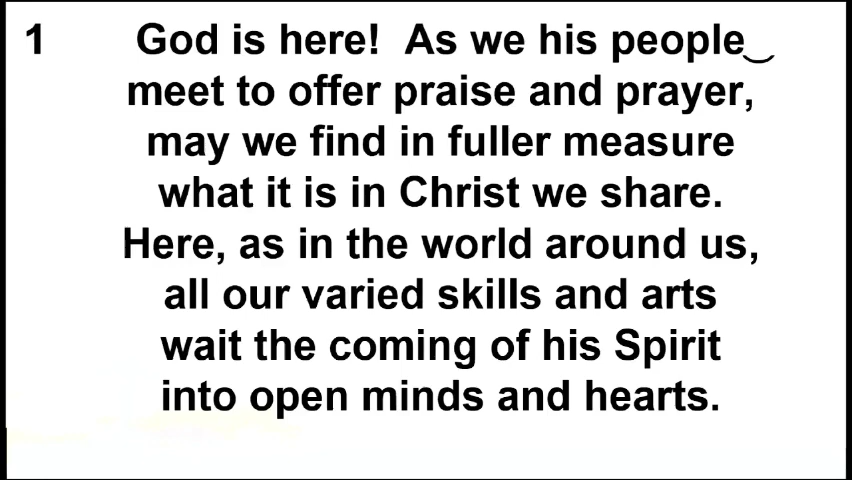 1 God is here! As we his people‿
meet to offer praise and prayer,
may we find in fuller measure
what it is in Christ we share.
Here, as in the world around us,
all our varied skills and arts
wait the coming of his Spirit
into open minds and hearts.